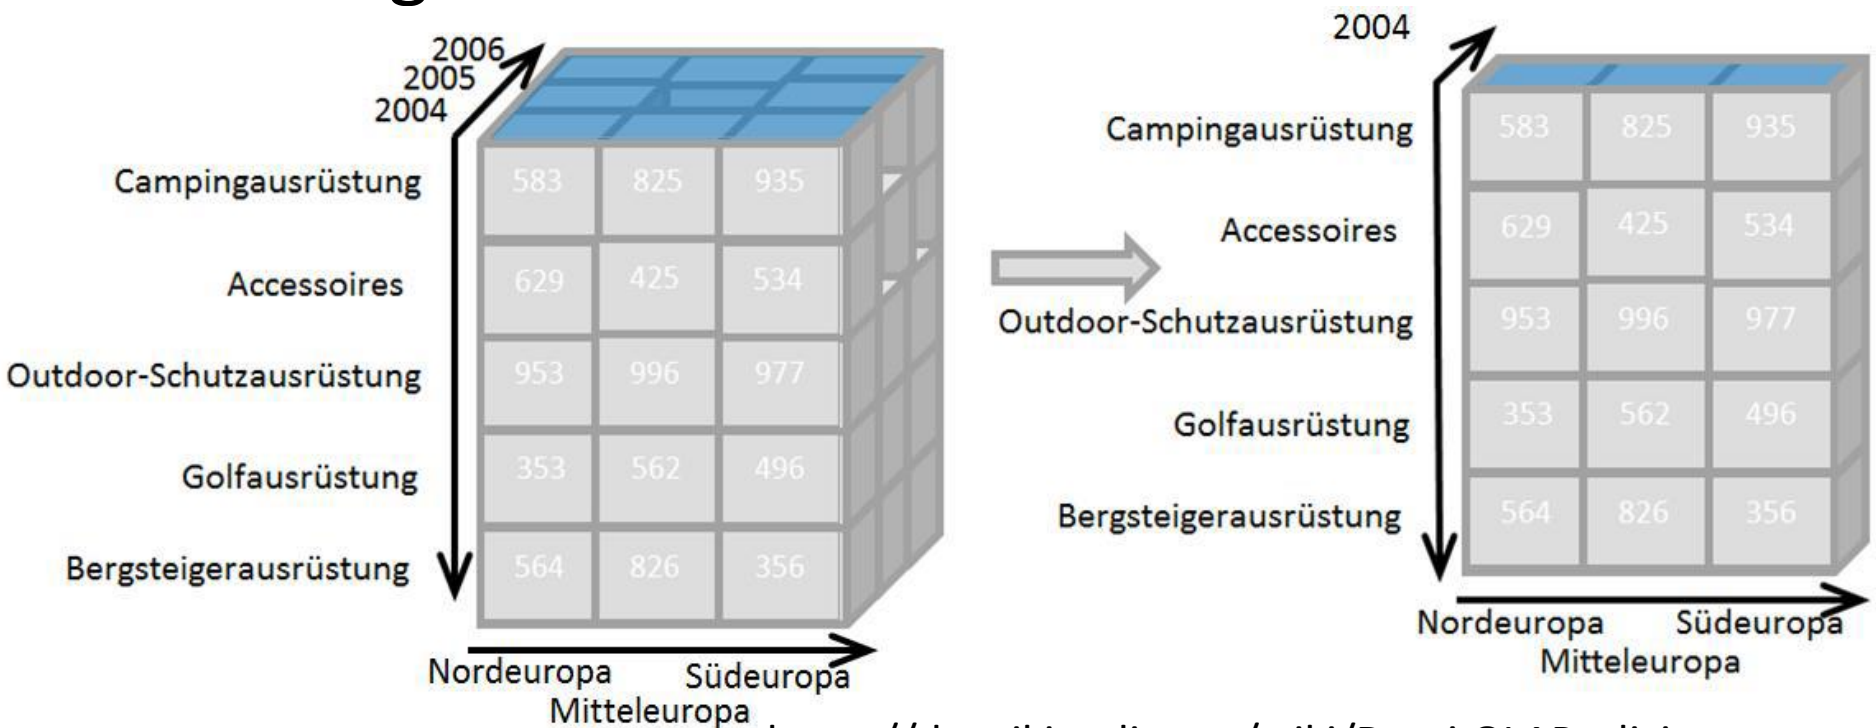 2006
2005
2004
Campingausrüstung 583 825 935
Accessoires 629 425 534
Outdoor-Schutzausrüstung 953 996 977
Golfausrüstung 353 562 496
Bergsteigerausrüstung 564 826 356
Nordeuropa Südeuropa
Mitteleuropa
2004
Campingausrüstung 583 825 935
Accessoires 629 425 534
Outdoor-Schutzausrüstung 953 996 977
Golfausrüstung 353 562 496
Bergsteigerausrüstung 564 826 356
Nordeuropa Südeuropa
Mitteleuropa